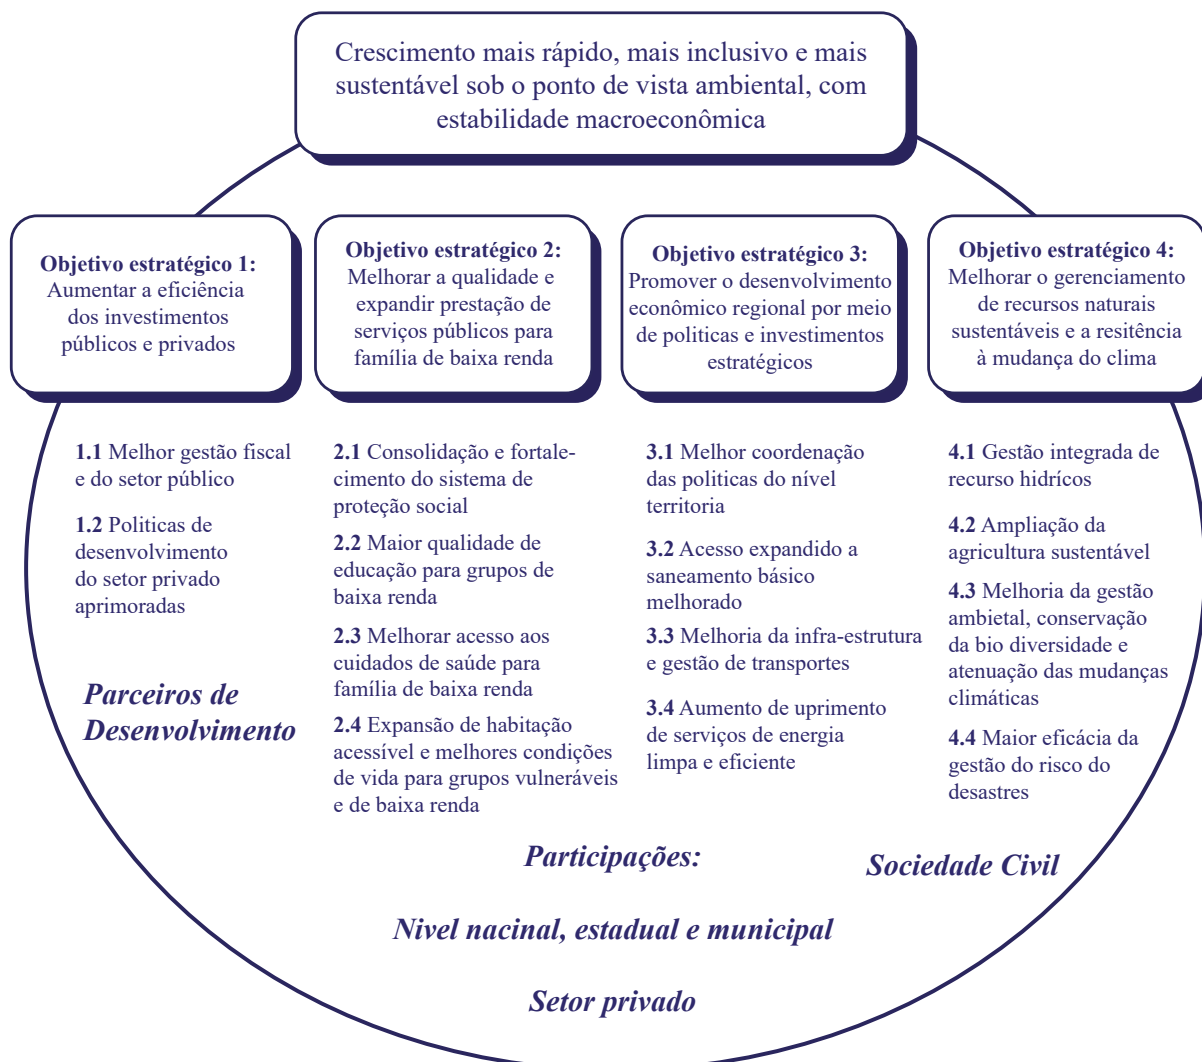 Crescimento mais rápido, mais inclusivo e mais
sustentável sob o ponto de vista ambiental, com
estabilidade macroeconômica
Objetivo estratégico 1:
Aumentar a eficiência
dos investimentos
públicos e privados
Objetivo estratégico 2:
Melhorar a qualidade e
expandir prestação de
serviços públicos para
família de baixa renda
Objetivo estratégico 3:
Promover o desenvolvimento
econômico regional por meio
de politicas e investimentos
estratégicos
Objetivo estratégico 4:
Melhorar o gerenciamento
de recursos naturais
sustentáveis e a resitência
à mudança do clima
1.1 Melhor gestão fiscal
e do setor público
1.2 Politicas de
desenvolvimento
do setor privado
aprimoradas
2.1 Consolidação e fortale-
cimento do sistema de
proteção social
2.2 Maior qualidade de
educação para grupos de
baixa renda
2.3 Melhorar acesso aos
cuidados de saúde para
família de baixa renda
2.4 Expansão de habitação
acessível e melhores condições
de vida para grupos vulneráveis
e de baixa renda
3.1 Melhor coordenação
das politicas do nível
territoria
3.2 Acesso expandido a
saneamento básico
melhorado
3.3 Melhoria da infra-estrutura
e gestão de transportes
3.4 Aumento de uprimento
de serviços de energia
limpa e eficiente
4.1 Gestão integrada de
recurso hidrícos
4.2 Ampliação da
agricultura sustentável
4.3 Melhoria da gestão
ambietal, conservação
da bio diversidade e
atenuação das mudanças
climáticas
4.4 Maior eficácia da
gestão do risco do
desastres
Parceiros de
Desenvolvimento
Participações:
Sociedade Civil
Nivel nacinal, estadual e municipal
Setor privado